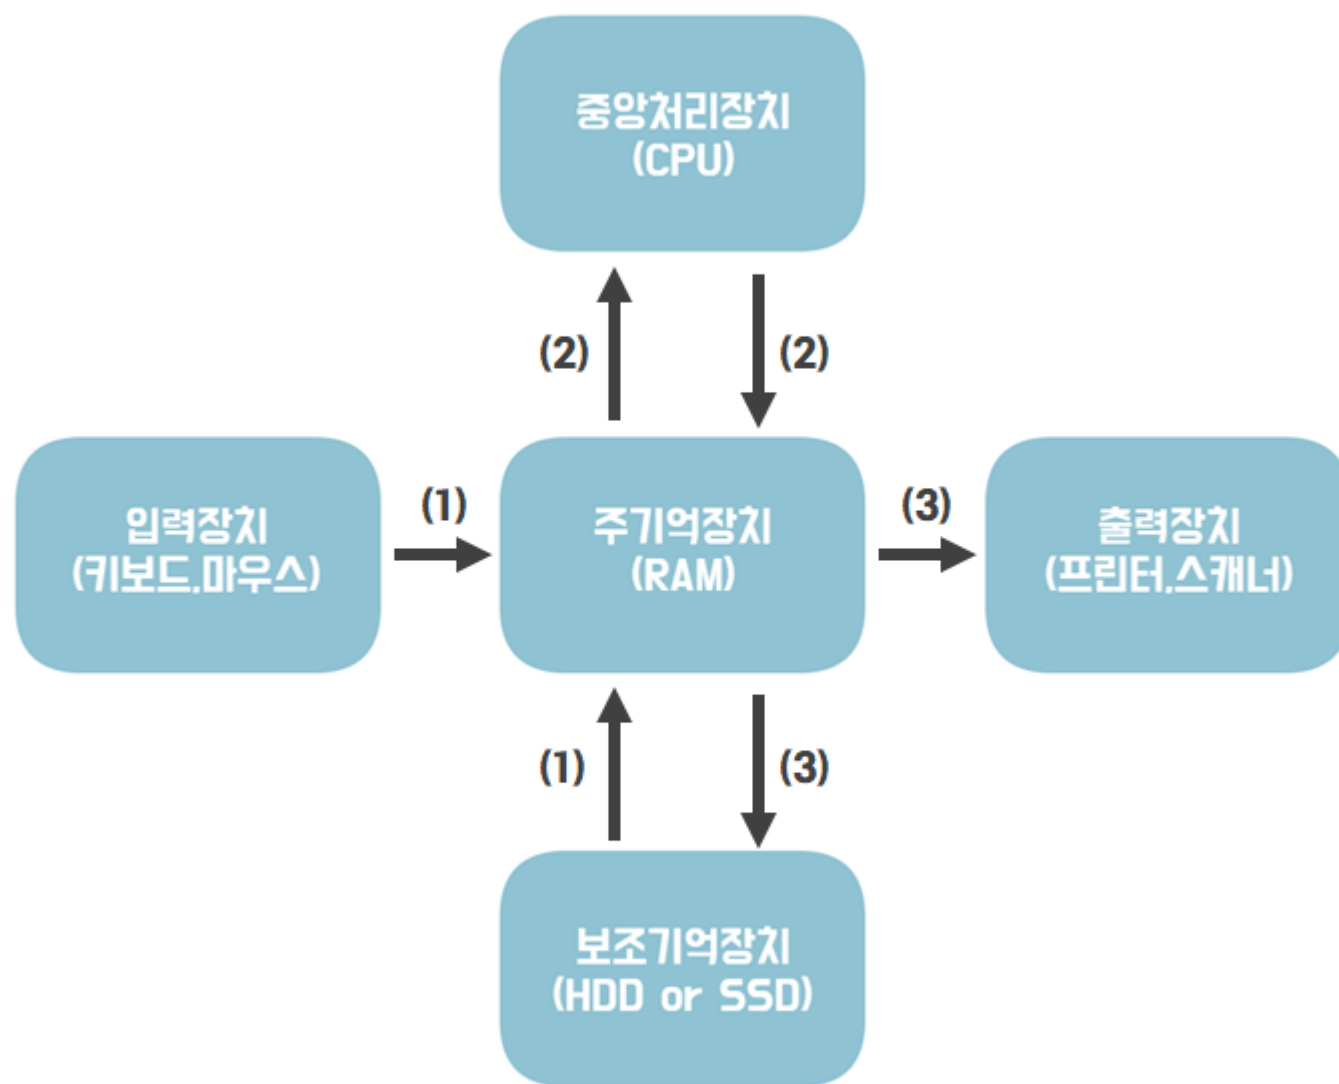 중앙처리장치
(CPU)
(2)
(2)
입력장치
(키보드,마우스)
(1)
주기억장치
(RAM)
(3)
출력장치
(프린터,스캐너)
(1)
(3)
보조기억장치
(HDD or SSD)